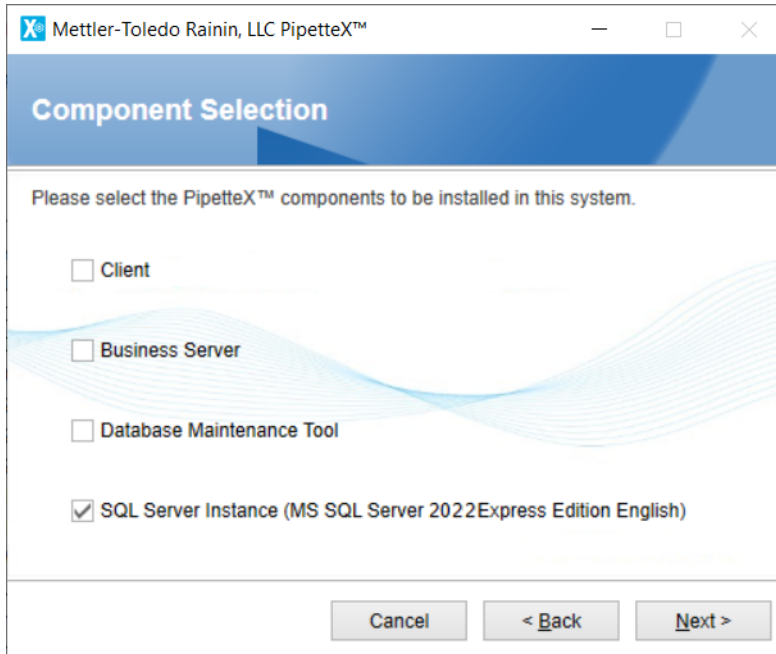 Mettler-Toledo Rainin, LLC PipetteX™
Component Selection
Please select the PipetteX™ components to be installed in this system.
Client
Business Server
Database Maintenance Tool
SQL Server Instance (MS SQL Server 2022Express Edition English)
Cancel
< Back
Next >